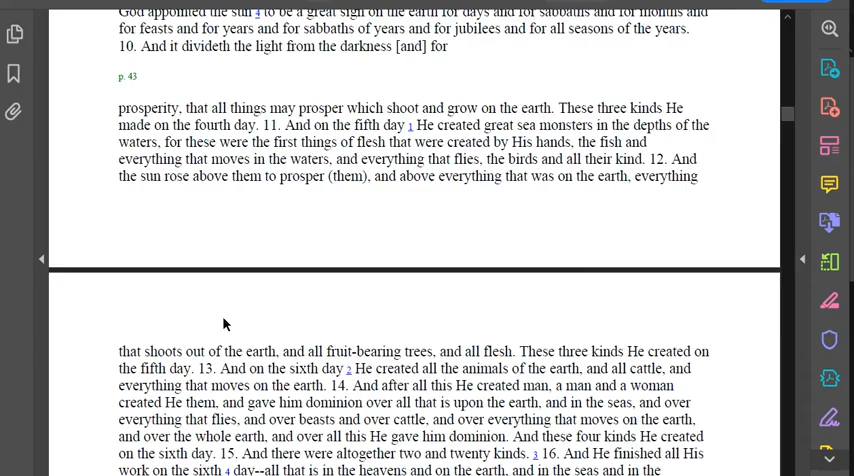 God appointed the sun 4 to be a great sign on the earth for days and for sabbaths and for months and
for feasts and for years and for sabbaths of years and for jubilees and for all seasons of the years.
10. And it divideth the light from the darkness [and] for
p. 43
prosperity, that all things may prosper which shoot and grow on the earth. These three kinds He
made on the fourth day. 11. And on the fifth day 1 He created great sea monsters in the depths of the
waters, for these were the first things of flesh that were created by His hands, the fish and
everything that moves in the waters, and everything that flies, the birds and all their kind. 12. And
the sun rose above them to prosper (them), and above everything that was on the earth, everything
that shoots out of the earth, and all fruit-bearing trees, and all flesh. These three kinds He created on
the fifth day. 13. And on the sixth day 2 He created all the animals of the earth, and all cattle, and
everything that moves on the earth. 14. And after all this He created man, a man and a woman
created He them, and gave him dominion over all that is upon the earth, and in the seas, and over
everything that flies, and over beasts and over cattle, and over everything that moves on the earth,
and over the whole earth, and over all this He gave him dominion. And these four kinds He created
on the sixth day. 15. And there were altogether two and twenty kinds. 3 16. And He finished all His
work on the sixth 4 day--all that is in the heavens and on the earth, and in the seas and in the